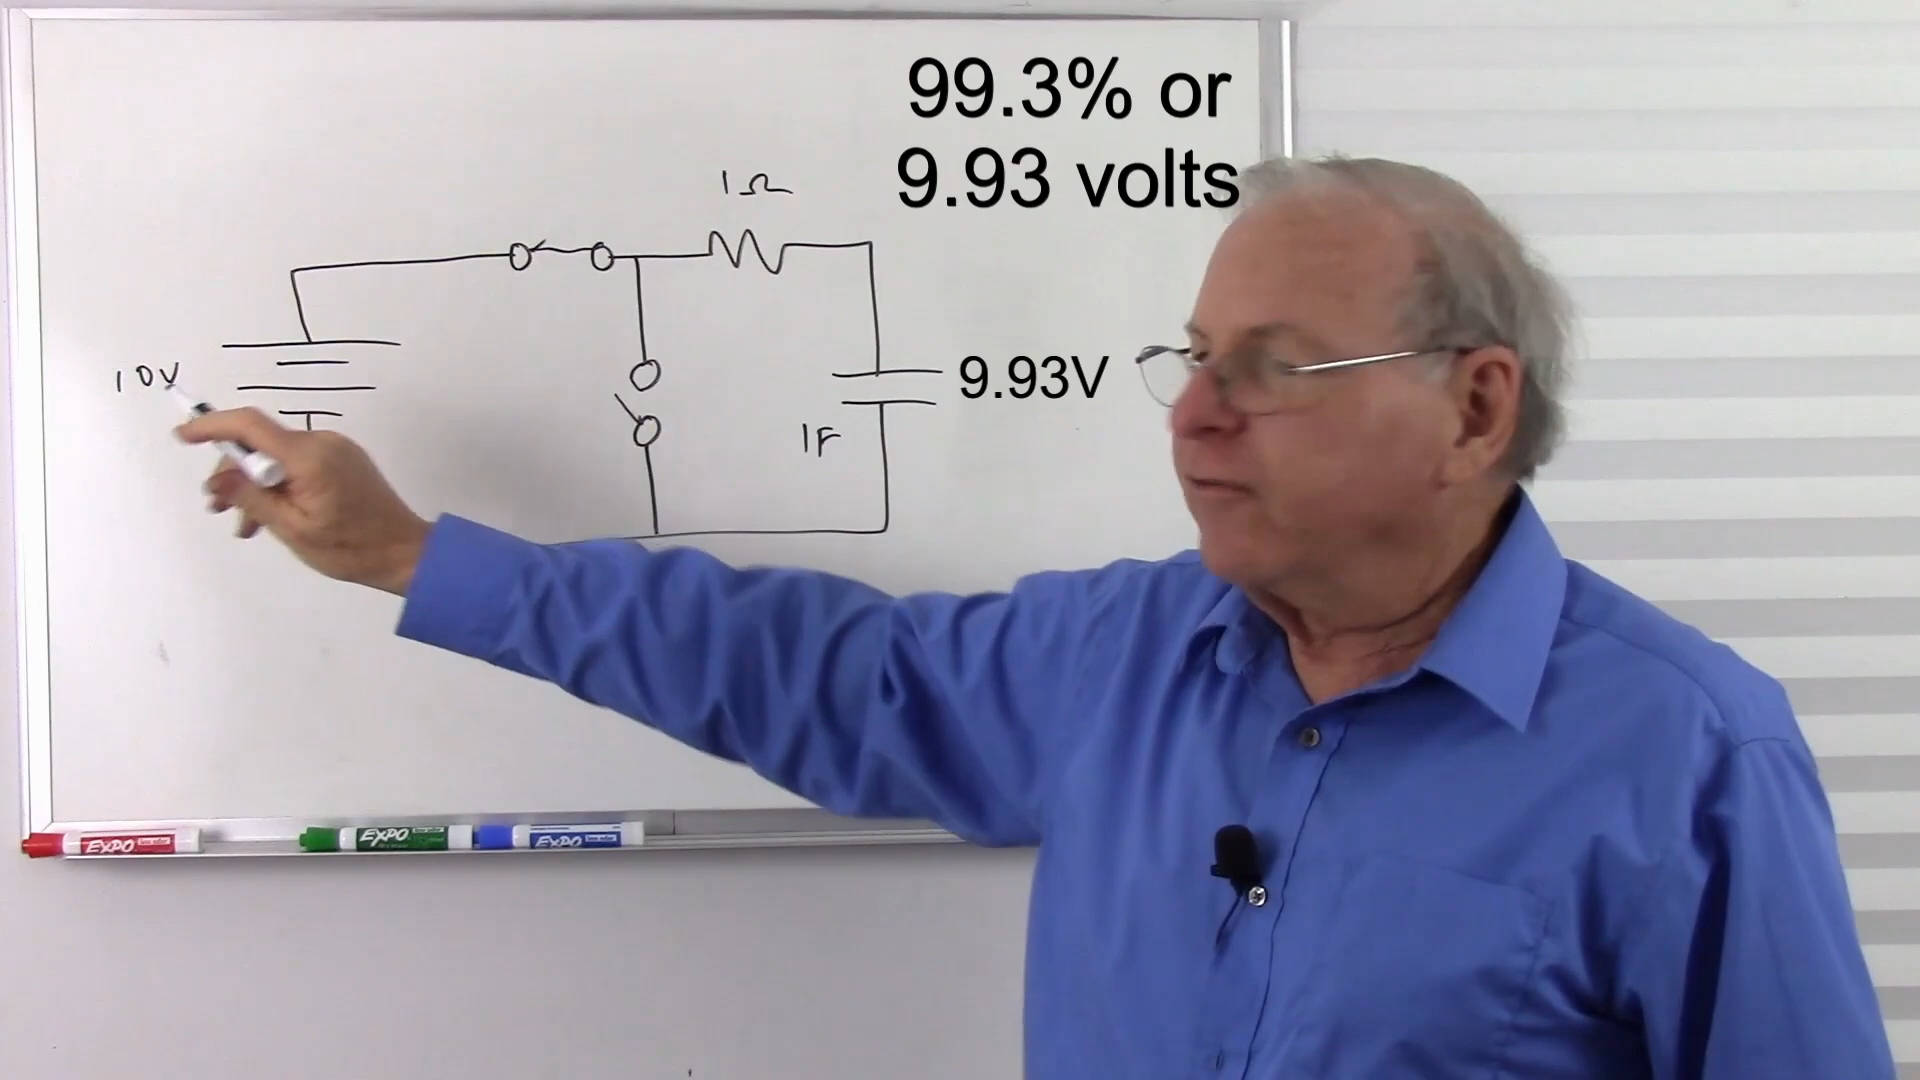 99.3% or
9.93 volts
1Ω
10V
9.93V
1F
EXPO
EXPO
EXPO